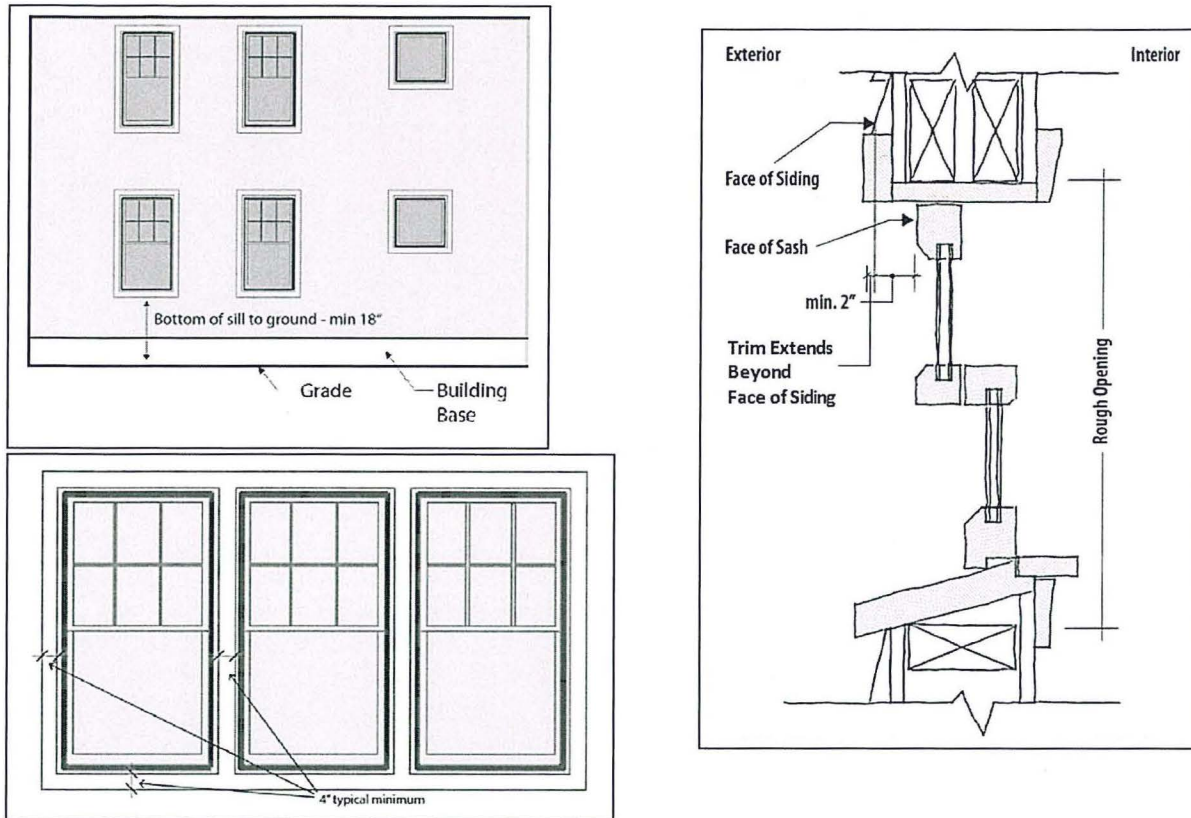 Bottom of sill to ground - min 18"
Grade
Building
Base
4" typical minimum
Exterior
Interior
Face of Siding
Face of Sash
min. 2"
Trim Extends
Beyond
Face of Siding
Rough Opening